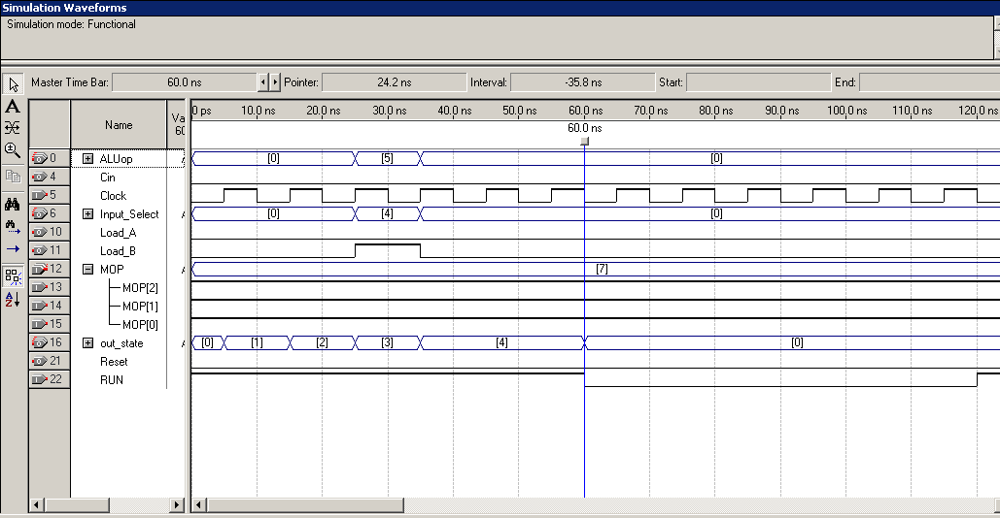 Simulation Waveforms
Simulation mode: Functional
Master Time Bar: 60.0 ns Pointer: 24.2 ns Interval: -35.8 ns Start: End:
Name Va 60
0 ps 10.0 ns 20.0 ns 30.0 ns 40.0 ns 50.0 ns 60.0 ns 70.0 ns 80.0 ns 90.0 ns 100.0 ns 110.0 ns 120.0 ns
60.0 ns
0 ALUop [0] [5] [0]
4 Cin
5 Clock
6 Input_Select A [0] [4] [0]
10 Load_A
11 Load_B
12 MOP A [7]
13 MOP[2]
14 MOP[1]
15 MOP[0]
16 out_state A [0] [1] [2] [3] [4] [0]
21 Reset
22 RUN